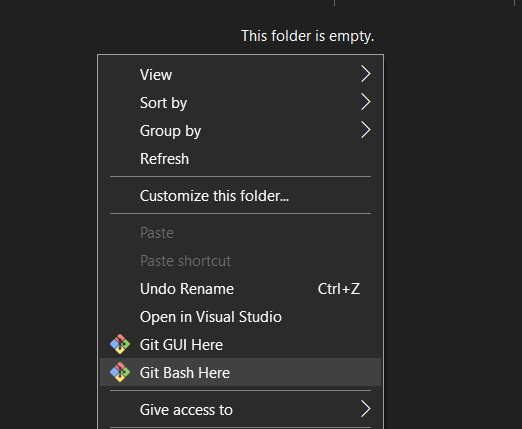 This folder is empty.
View
Sort by
Group by
Refresh
Customize this folder...
Paste
Paste shortcut
Undo Rename Ctrl+Z
Open in Visual Studio
Git GUI Here
Git Bash Here
Give access to